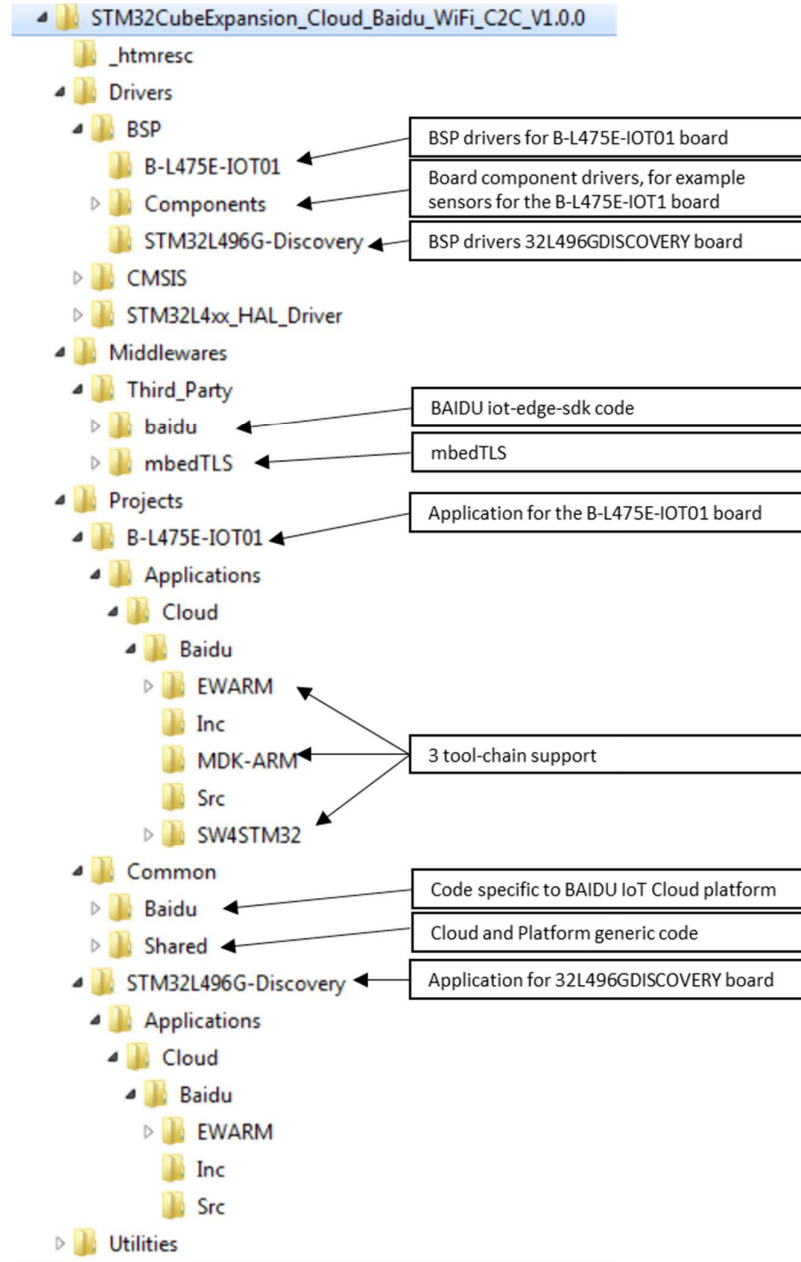 STM32CubeExpansion_Cloud_Baidu_WiFi_C2C_V1.0.0
_htmresc
Drivers
BSP
BSP drivers for B-L475E-IOT01 board
B-L475E-IOT01
Board component drivers, for example
sensors for the B-L475E-IOT1 board
Components
STM32L496G-Discovery
BSP drivers 32L496GDISCOVERY board
CMSIS
STM32L4xx_HAL_Driver
Middlewares
Third_Party
BAIDU iot-edge-sdk code
baidu
mbedTLS
mbedTLS
Projects
Application for the B-L475E-IOT01 board
B-L475E-IOT01
Applications
Cloud
Baidu
EWARM
Inc
MDK-ARM
3 tool-chain support
Src
SW4STM32
Common
Code specific to BAIDU IoT Cloud platform
Baidu
Cloud and Platform generic code
Shared
STM32L496G-Discovery
Application for 32L496GDISCOVERY board
Applications
Cloud
Baidu
EWARM
Inc
Src
Utilities